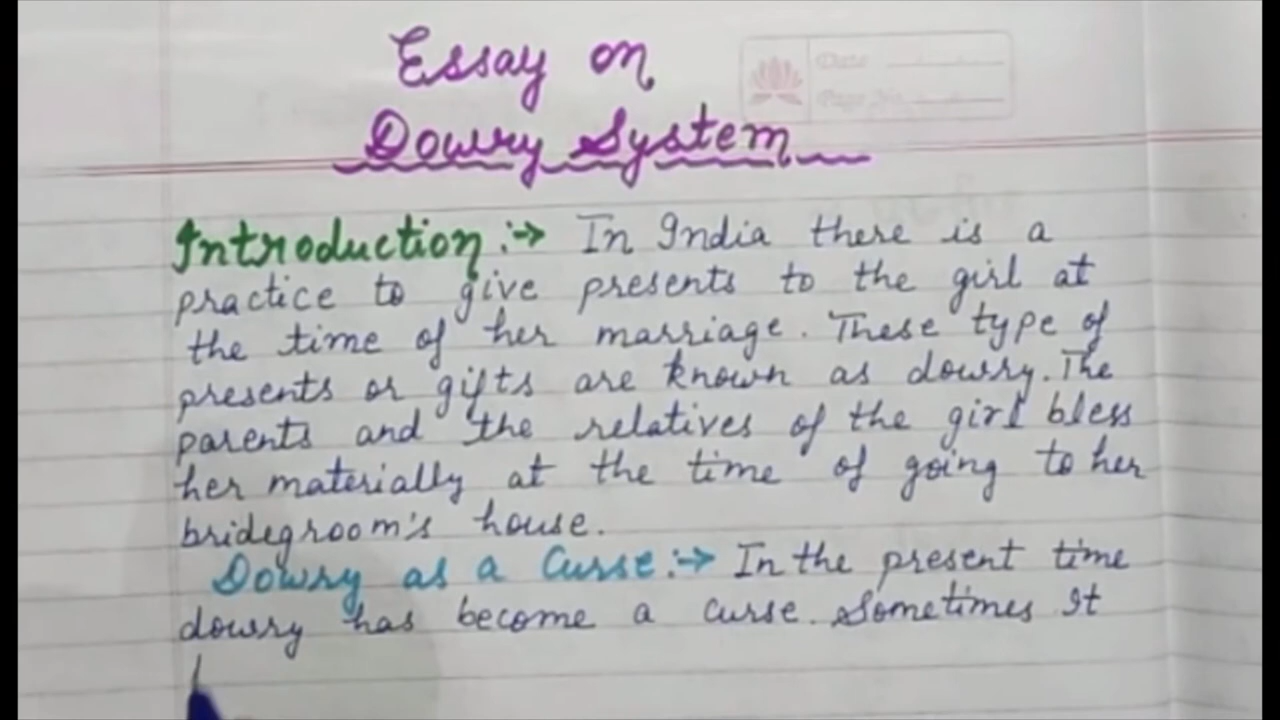 Essay on
Dowry System
Date
Page No.
Introduction :→ In India there is a
practice to give presents to the girl at
the time of her marriage. These type of
presents or gifts are known as dowry. The
parents and the relatives of the girl bless
her materially at the time of going to her
bridegroom's house.
Dowry as a Curse :→ In the present time
dowry has become a curse. Sometimes It